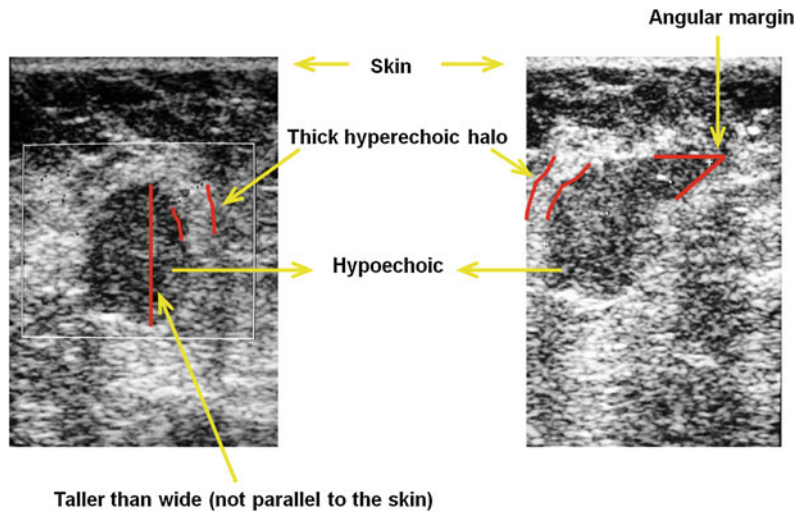 Angular margin
Skin
Thick hyperechoic halo
Hypoechoic
Taller than wide (not parallel to the skin)